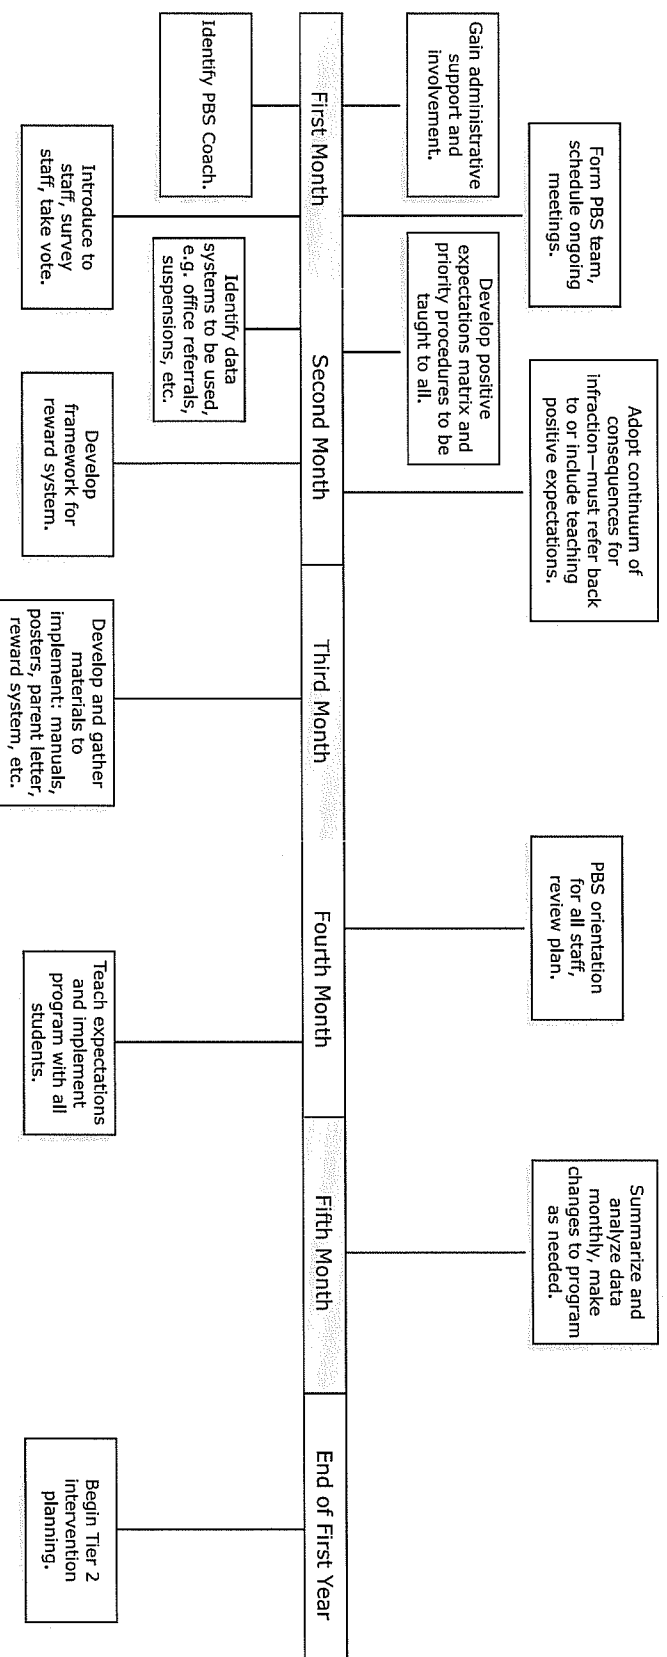 Form PBS team,
schedule ongoing
meetings.
Adopt continuum of
consequences for
infraction—must refer back
to or include teaching
positive expectations.
PBS orientation
for all staff,
review plan.
Summarize and
analyze data
monthly, make
changes to program
as needed.
Gain administrative
support and
involvement.
Develop positive
expectations matrix and
priority procedures to be
taught to all.
First Month
Second Month
Third Month
Fourth Month
Fifth Month
End of First Year
Identify PBS Coach.
Identify data
systems to be used,
e.g. office referrals,
suspensions, etc.
Introduce to
staff, survey
staff, take vote.
Develop
framework for
reward system.
Develop and gather
materials to
implement: manuals,
posters, parent letter,
reward system, etc.
Teach expectations
and implement
program with all
students.
Begin Tier 2
intervention
planning.